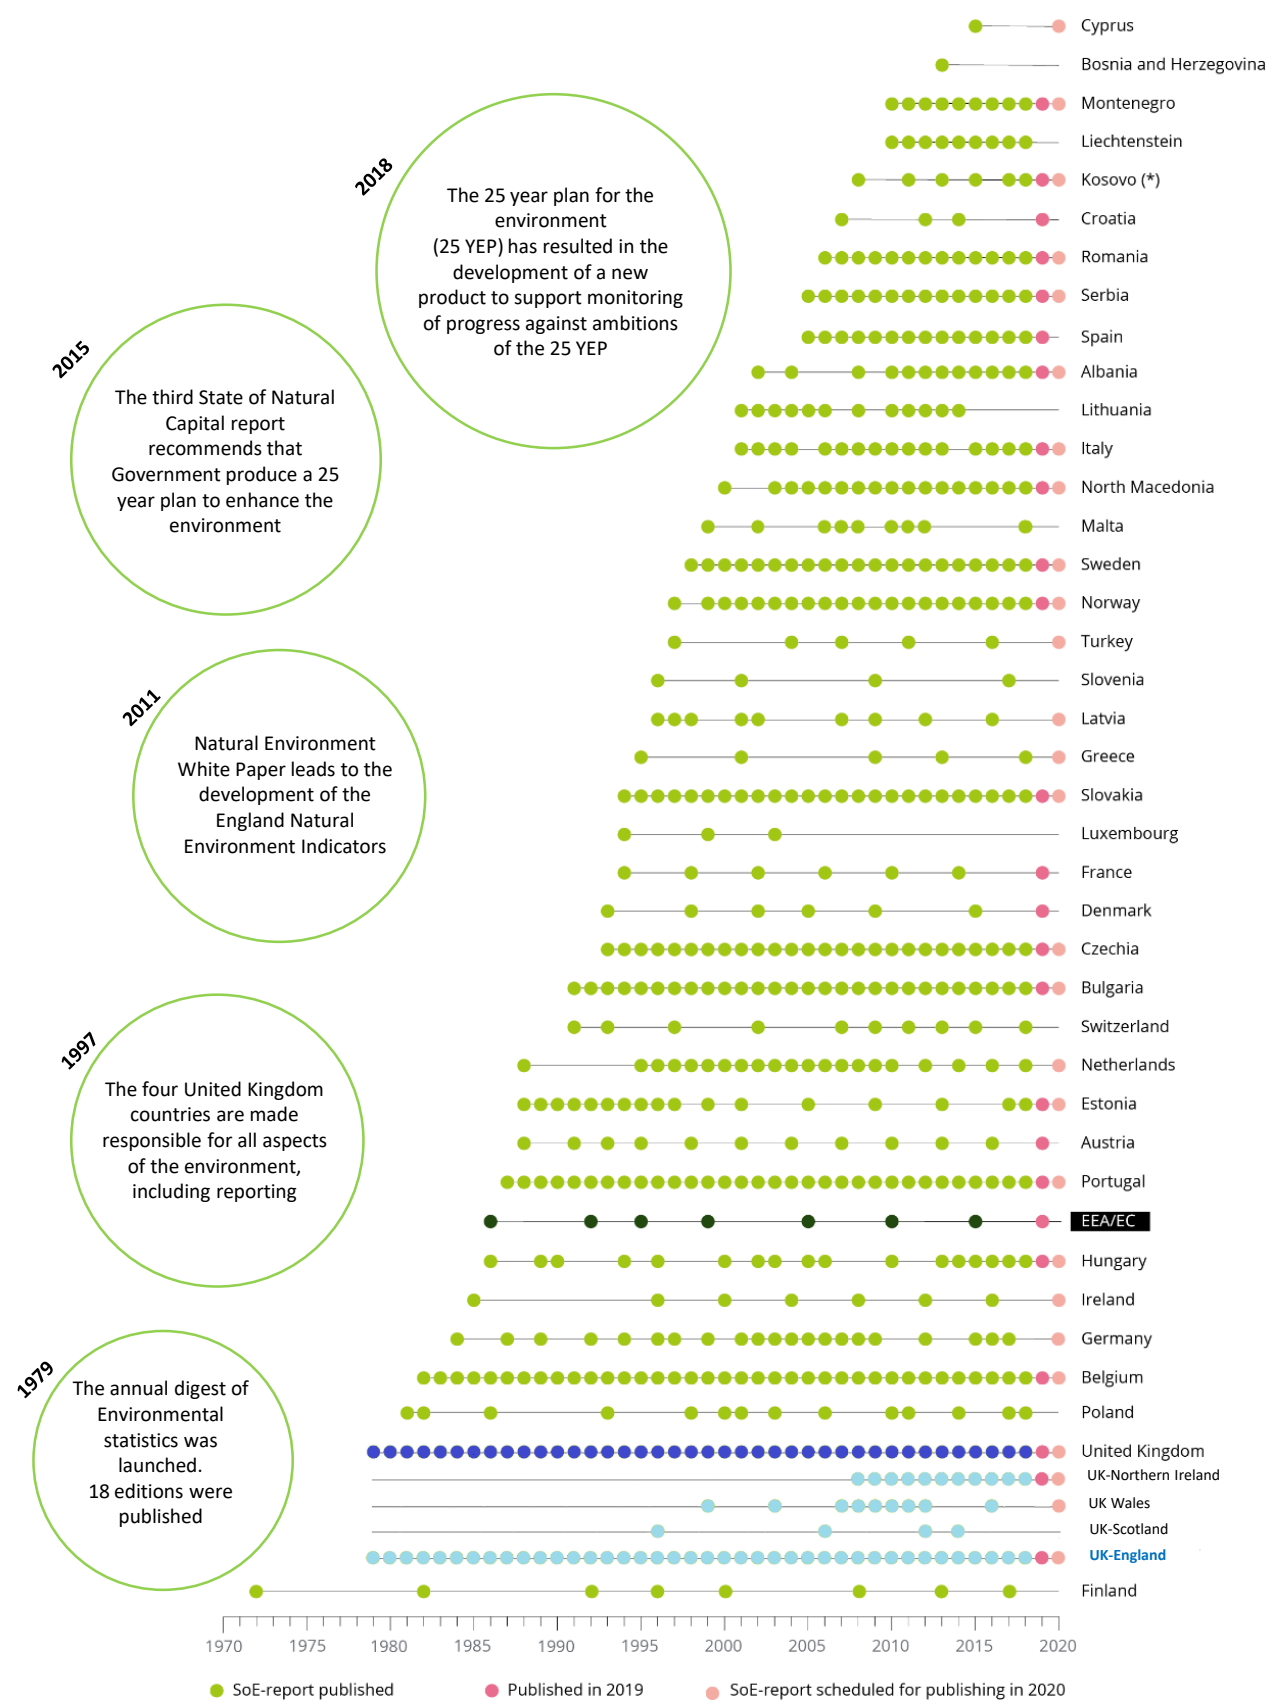 Cyprus
Bosnia and Herzegovina
Montenegro
Liechtenstein
Kosovo (*)
Croatia
Romania
Serbia
Spain
Albania
Lithuania
Italy
North Macedonia
Malta
Sweden
Norway
Turkey
Slovenia
Latvia
Greece
Slovakia
Luxembourg
France
Denmark
Czechia
Bulgaria
Switzerland
Netherlands
Estonia
Austria
Portugal
EEA/EC
Hungary
Ireland
Germany
Belgium
Poland
United Kingdom
UK-Northern Ireland
UK Wales
UK-Scotland
UK-England
Finland
2018
The 25 year plan for the
environment
(25 YEP) has resulted in the
development of a new
product to support monitoring
of progress against ambitions
of the 25 YEP
2015
The third State of Natural
Capital report
recommends that
Government produce a 25
year plan to enhance the
environment
2011
Natural Environment
White Paper leads to the
development of the
England Natural
Environment Indicators
1997
The four United Kingdom
countries are made
responsible for all aspects
of the environment,
including reporting
1979
The annual digest of
Environmental
statistics was
launched.
18 editions were
published
1970 1975 1980 1985 1990 1995 2000 2005 2010 2015 2020
SoE-report published Published in 2019 SoE-report scheduled for publishing in 2020